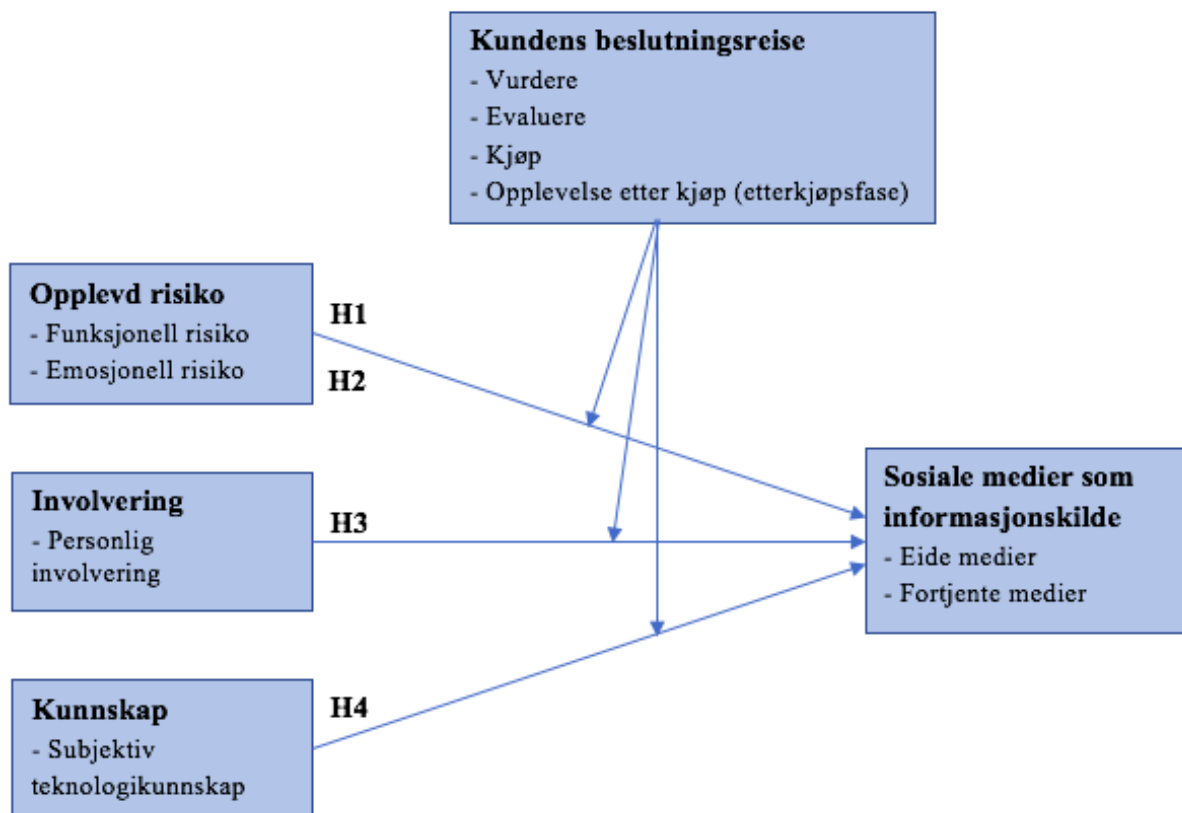 Kundens beslutningsreise
- Vurdere
- Evaluere
- Kjøp
- Opplevelse etter kjøp (etterkjøpsfase)
Opplevd risiko
- Funksjonell risiko
- Emosjonell risiko
H1
H2
Involvering
- Personlig
involvering
H3
Kunnskap
- Subjektiv
teknologikunnskap
H4
Sosiale medier som
informasjonskilde
- Eide medier
- Fortjente medier